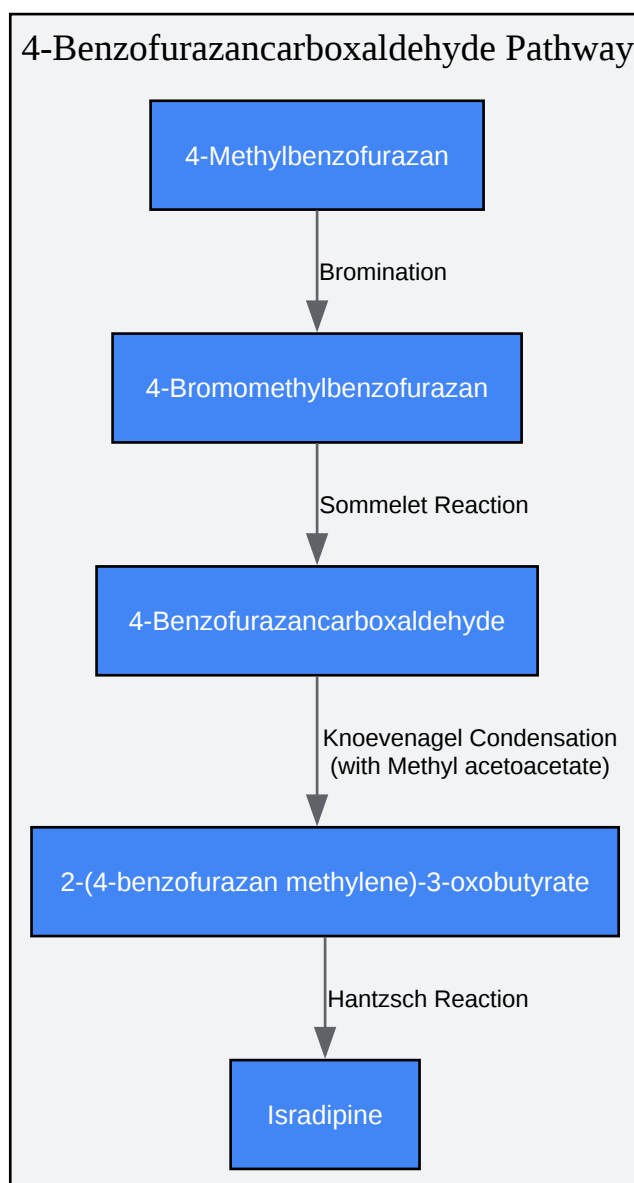 4-Benzofurazancarboxaldehyde Pathway
4-Methylbenzofurazan
Bromination
4-Bromomethylbenzofurazan
Sommelet Reaction
4-Benzofurazancarboxaldehyde
Knoevenagel Condensation
(with Methyl acetoacetate)
2-(4-benzofurazan methylene)-3-oxobutyrate
Hantzsch Reaction
Isradipine